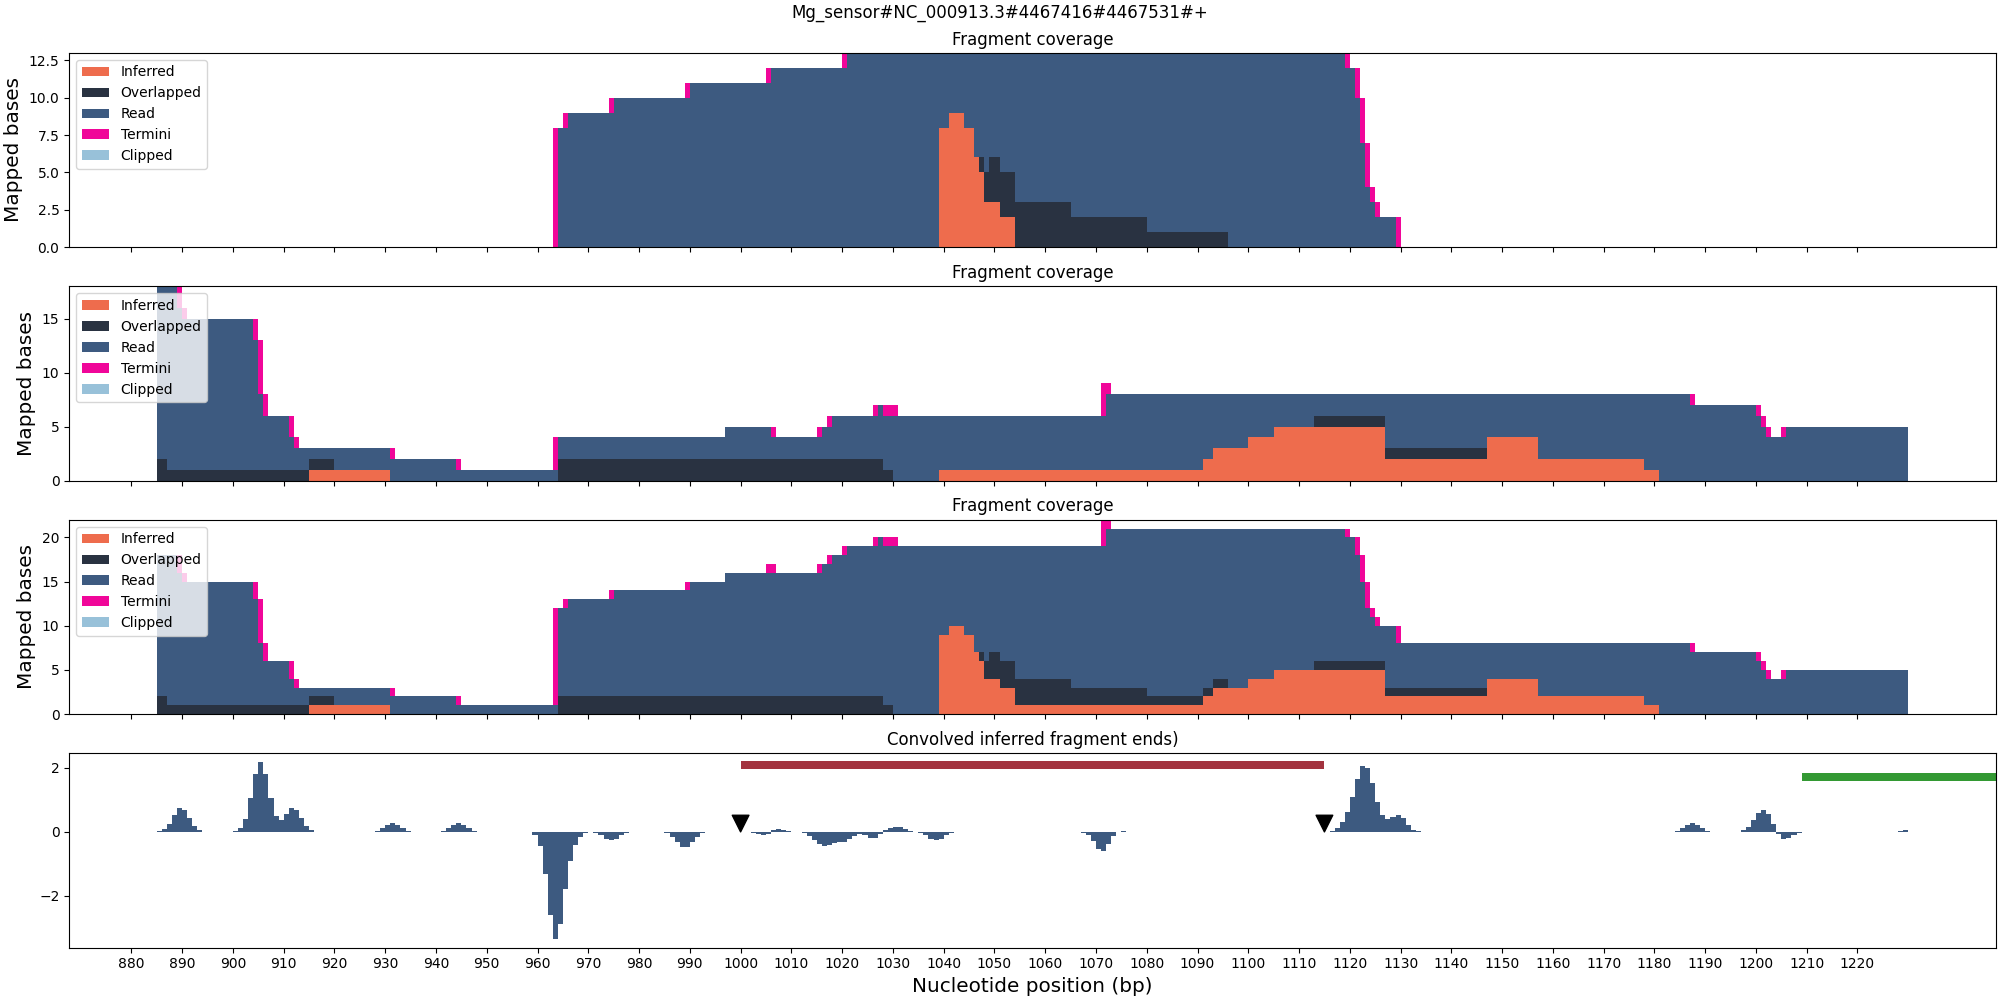 Mg_sensor#NC_000913.3#4467416#4467531#+
Fragment coverage
Mapped bases
12.5
10.0
7.5
5.0
2.5
0.0
Inferred
Overlapped
Read
Termini
Clipped
Fragment coverage
Mapped bases
15
10
5
0
Inferred
Overlapped
Read
Termini
Clipped
Fragment coverage
Mapped bases
20
15
10
5
0
Inferred
Overlapped
Read
Termini
Clipped
Convolved inferred fragment ends)
2
0
−2
880 890 900 910 920 930 940 950 960 970 980 990 1000 1010 1020 1030 1040 1050 1060 1070 1080 1090 1100 1110 1120 1130 1140 1150 1160 1170 1180 1190 1200 1210 1220
Nucleotide position (bp)